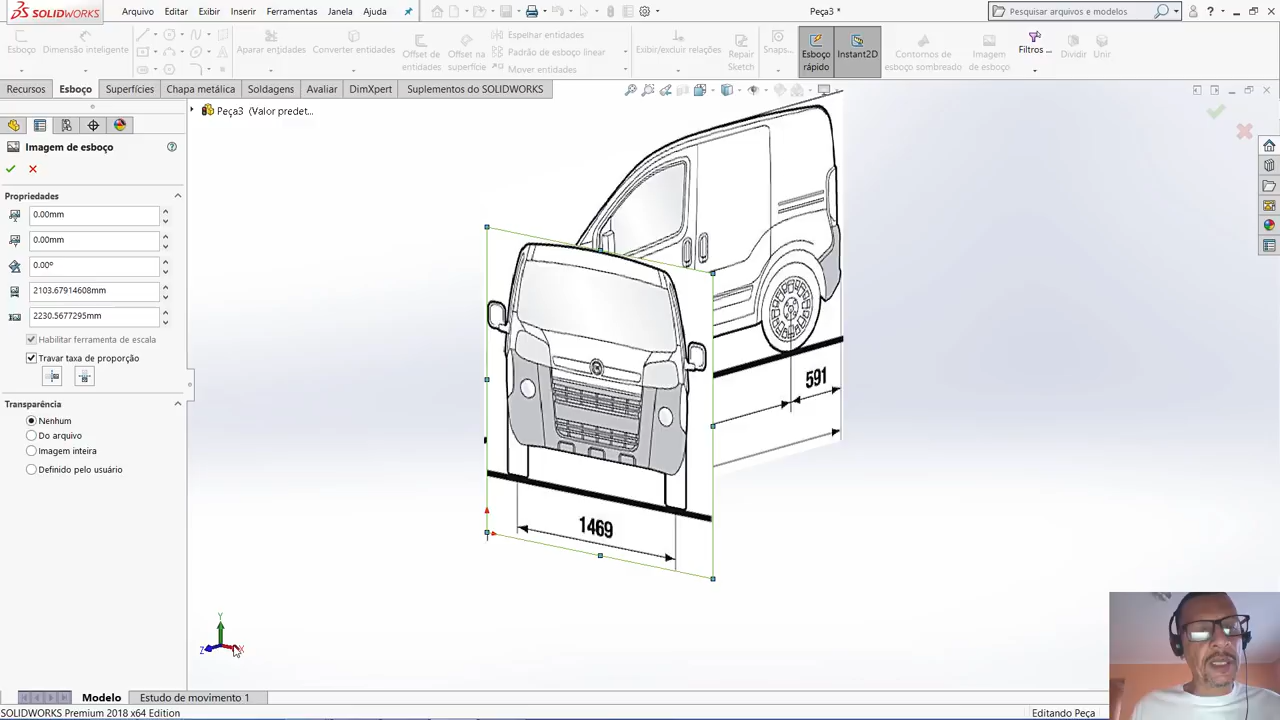 SOLIDWORKS
Arquivo Editar Exibir Inserir Ferramentas Janela Ajuda
Peça3 *
Pesquisar arquivos e modelos
Esboço
Dimensão inteligente
Aparar entidades
Converter entidades
Offset de entidades
Offset na superfície
Espelhar entidades
Padrão de esboço linear
Mover entidades
Exibir/excluir relações
Repair Sketch
Snaps...
Esboço rápido
Instant2D
Contornos de esboço sombreado
Imagem de esboço
Filtros ...
Dividir
Unir
Recursos Esboço Superfícies Chapa metálica Soldagens Avaliar DimXpert Suplementos do SOLIDWORKS
Peça3 (Valor predet...
Imagem de esboço
Propriedades
0.00mm
0.00mm
0.00º
2103.67914608mm
2230.5677295mm
Habilitar ferramenta de escala
Travar taxa de proporção
Transparência
Nenhum
Do arquivo
Imagem inteira
Definido pelo usuário
591
1469
Y
Z X
Modelo Estudo de movimento 1
SOLIDWORKS Premium 2018 x64 Edition
Editando Peça